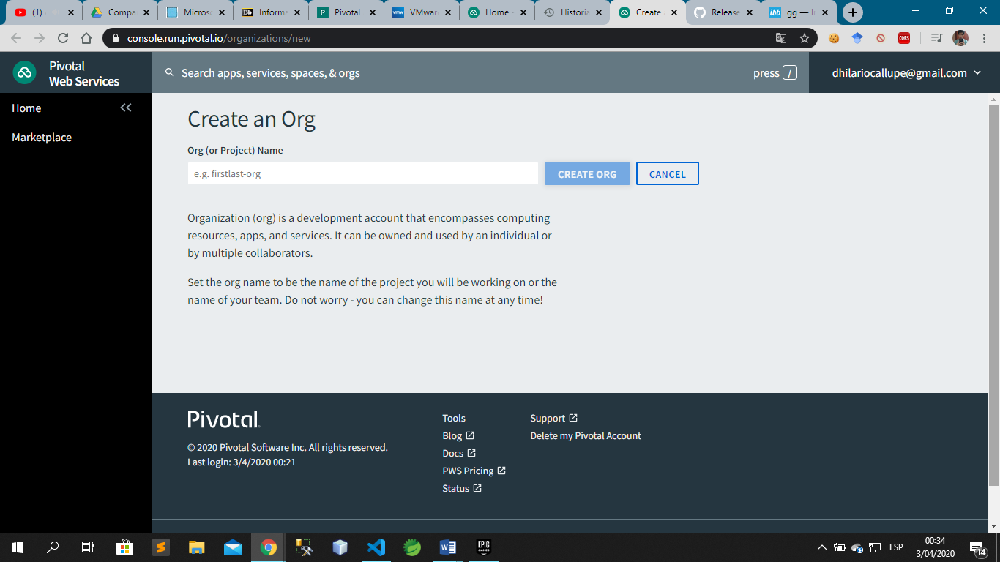 (1)
Compa
Microso
Bb
Informa
P
Pivotal
vmw
VMwar
Home -
Historia
Create
Release
ibb
gg — I
console.run.pivotal.io/organizations/new
CORS
Pivotal
Web Services
Search apps, services, spaces, & orgs
press /
dhilariocallupe@gmail.com
Home
Marketplace
Create an Org
Org (or Project) Name
e.g. firstlast-org
CREATE ORG
CANCEL
Organization (org) is a development account that encompasses computing
resources, apps, and services. It can be owned and used by an individual or
by multiple collaborators.
Set the org name to be the name of the project you will be working on or the
name of your team. Do not worry - you can change this name at any time!
Pivotal
© 2020 Pivotal Software Inc. All rights reserved.
Last login: 3/4/2020 00:21
Tools
Blog
Docs
PWS Pricing
Status
Support
Delete my Pivotal Account
EPIC
GAMES
ESP
00:34
3/04/2020
14